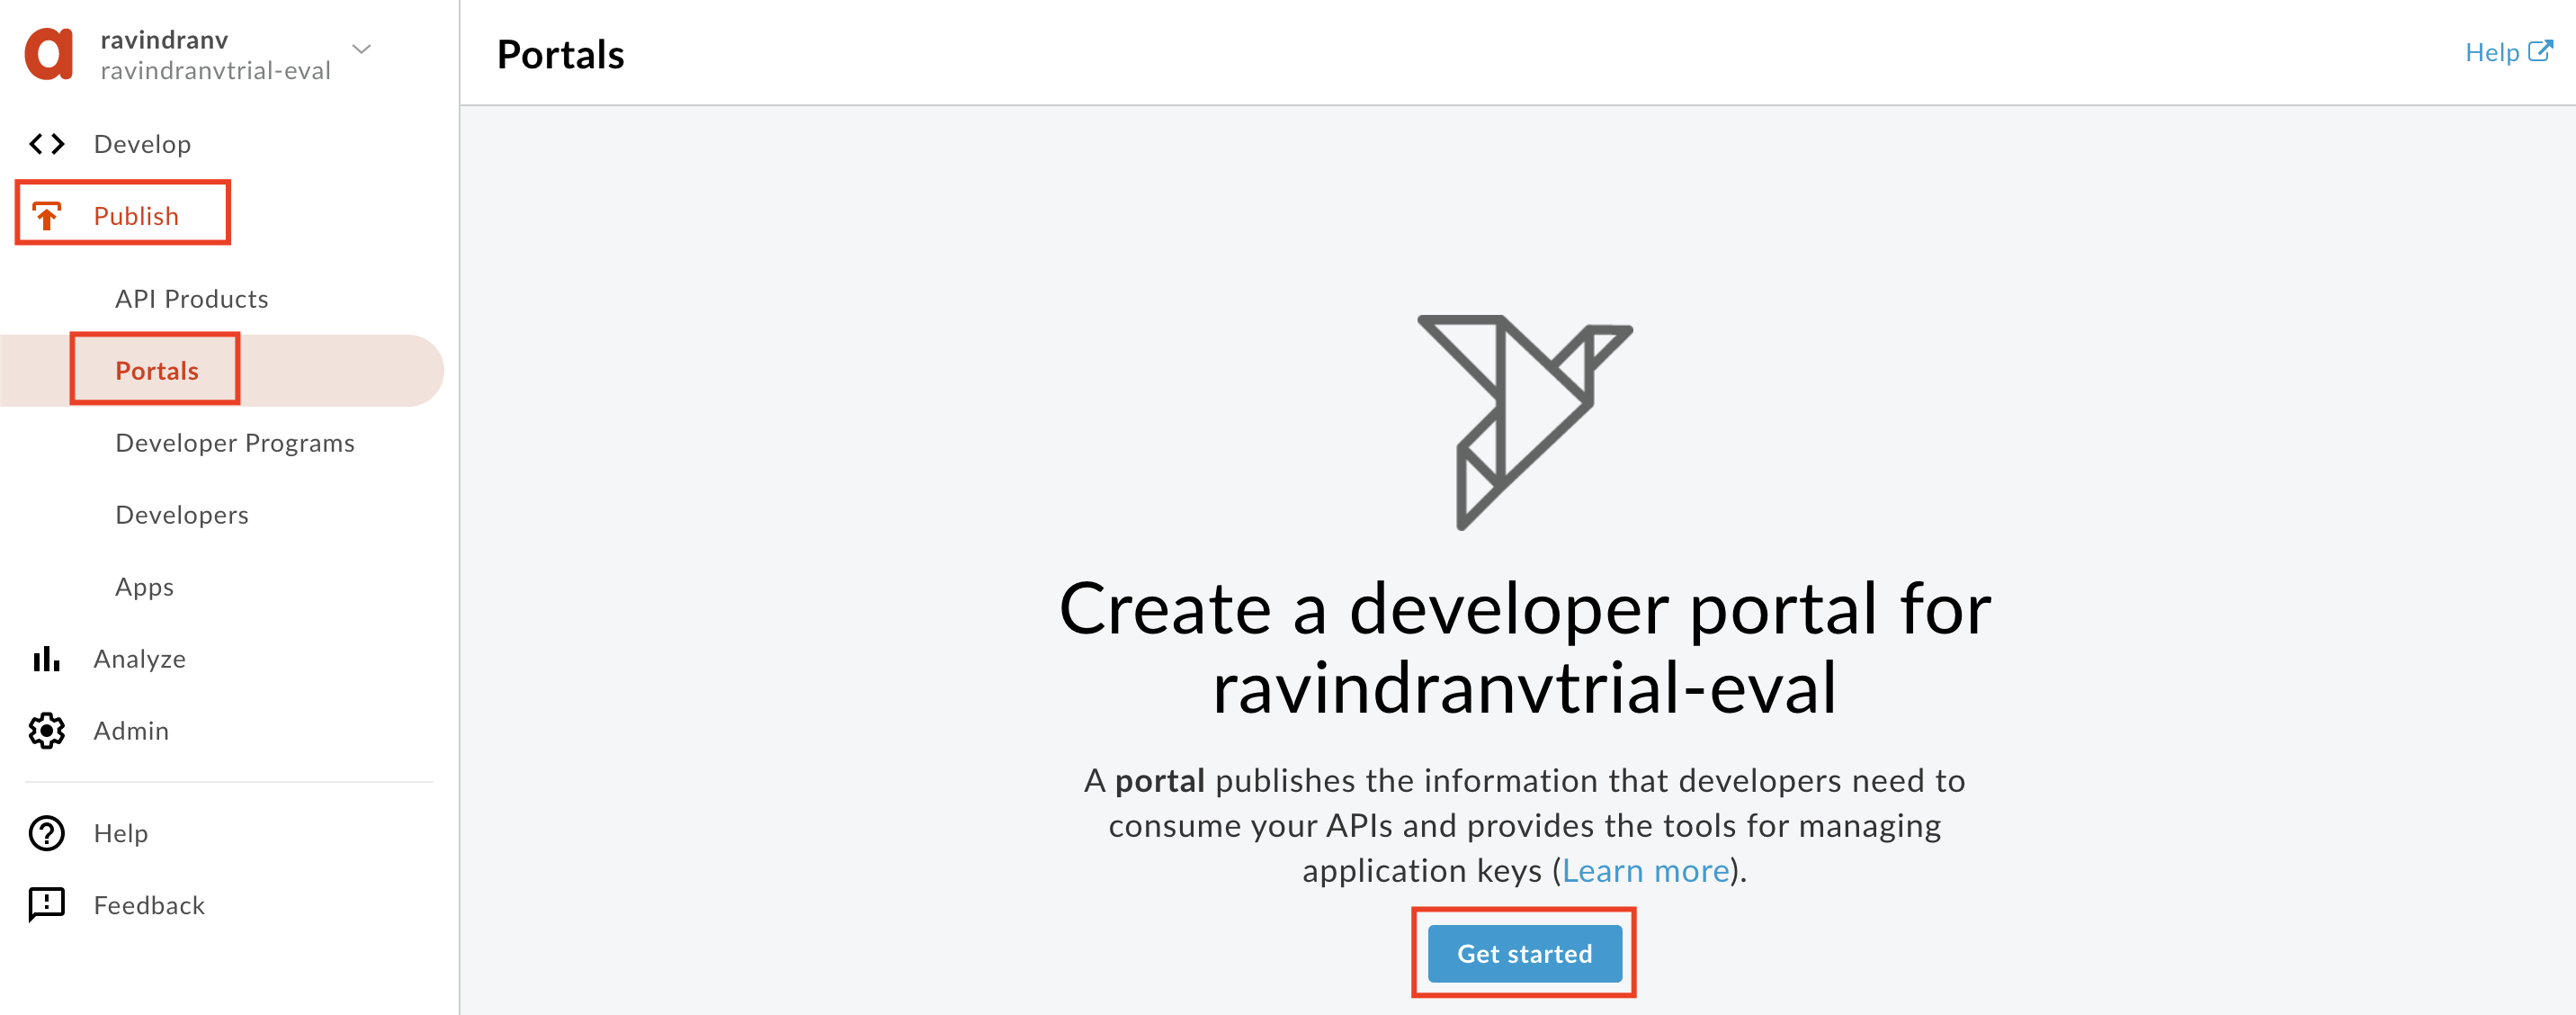 ravindranv
ravindranvtrial-eval
Develop
Publish
API Products
Portals
Developer Programs
Developers
Apps
Analyze
Admin
Help
Feedback
Portals
Help
Create a developer portal for
ravindranvtrial-eval
A portal publishes the information that developers need to
consume your APIs and provides the tools for managing
application keys (Learn more).
Get started